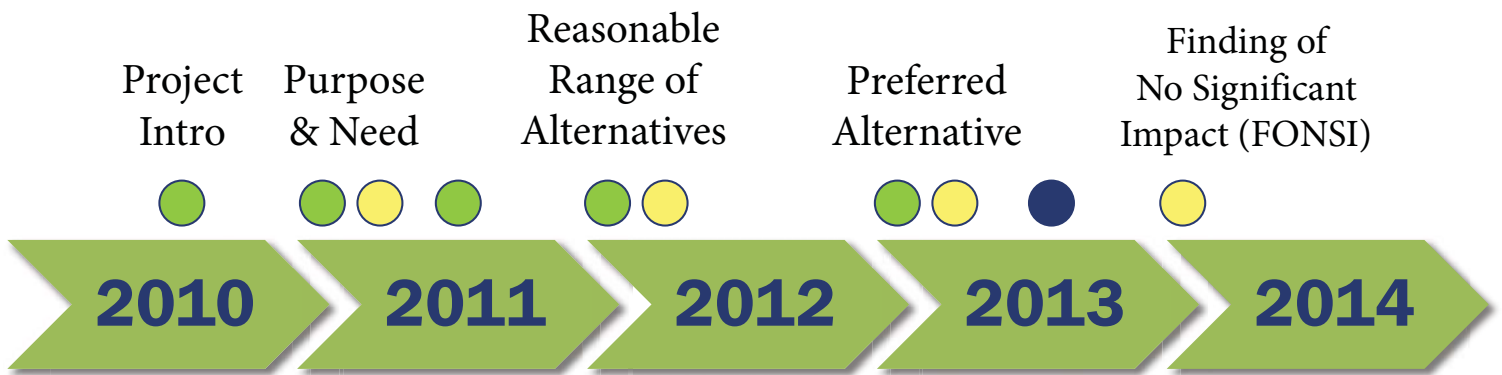 Project
Intro
Purpose
& Need
Reasonable
Range of
Alternatives
Preferred
Alternative
Finding of
No Significant
Impact (FONSI)
2010
2011
2012
2013
2014